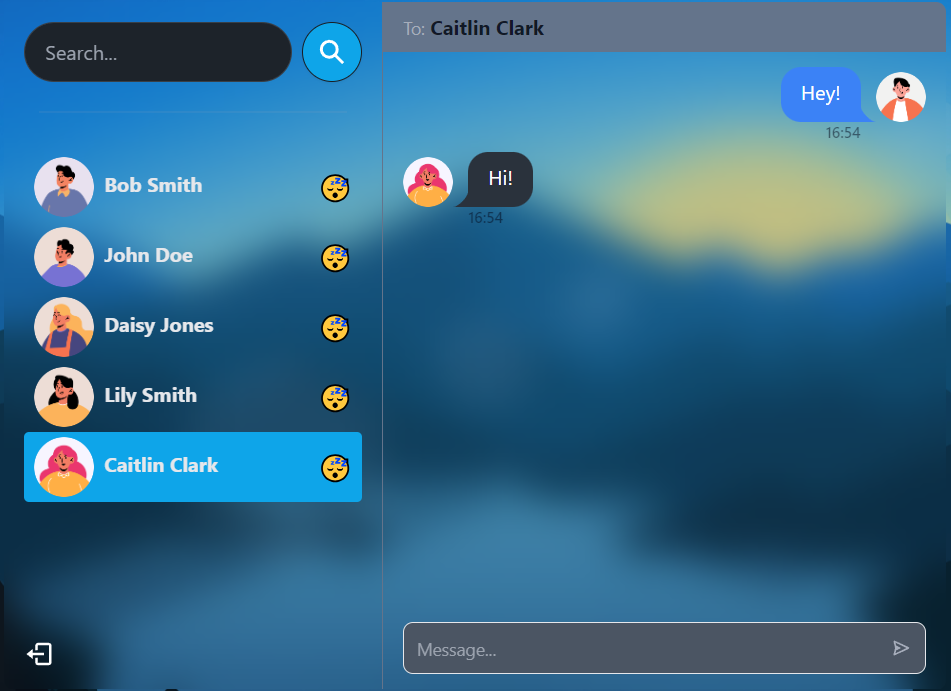 Search...
Bob Smith
John Doe
Daisy Jones
Lily Smith
Caitlin Clark
To: Caitlin Clark
Hey!
16:54
Hi!
16:54
Message...